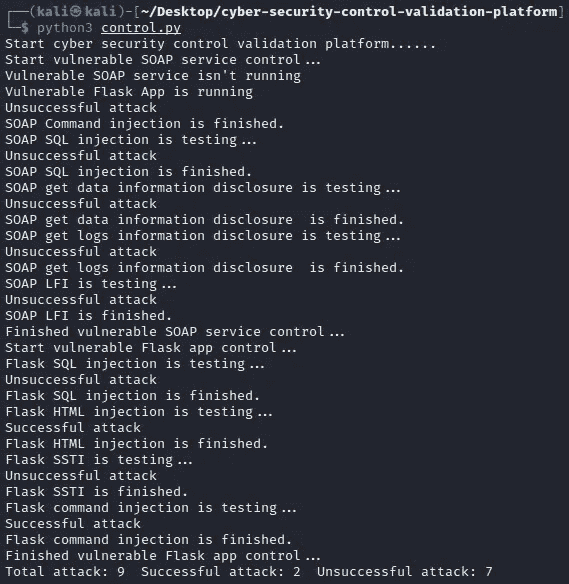 ┌──(kali㉿kali)-[~/Desktop/cyber-security-control-validation-platform]
└─$ python3 control.py
Start cyber security control validation platform......
Start vulnerable SOAP service control...
Vulnerable SOAP service isn't running
Vulnerable Flask App is running
Unsuccessful attack
SOAP Command injection is finished.
SOAP SQL injection is testing...
Unsuccessful attack
SOAP SQL injection is finished.
SOAP get data information disclosure is testing...
Unsuccessful attack
SOAP get data information disclosure  is finished.
SOAP get logs information disclosure is testing...
Unsuccessful attack
SOAP get logs information disclosure  is finished.
SOAP LFI is testing...
Unsuccessful attack
SOAP LFI is finished.
Finished vulnerable SOAP service control...
Start vulnerable Flask app control...
Flask SQL injection is testing...
Unsuccessful attack
Flask SQL injection is finished.
Flask HTML injection is testing...
Successful attack
Flask HTML injection is finished.
Flask SSTI is testing...
Unsuccessful attack
Flask SSTI is finished.
Flask command injection is testing...
Successful attack
Flask command injection is finished.
Finished vulnerable Flask app control...
Total attack: 9  Successful attack: 2  Unsuccessful attack: 7